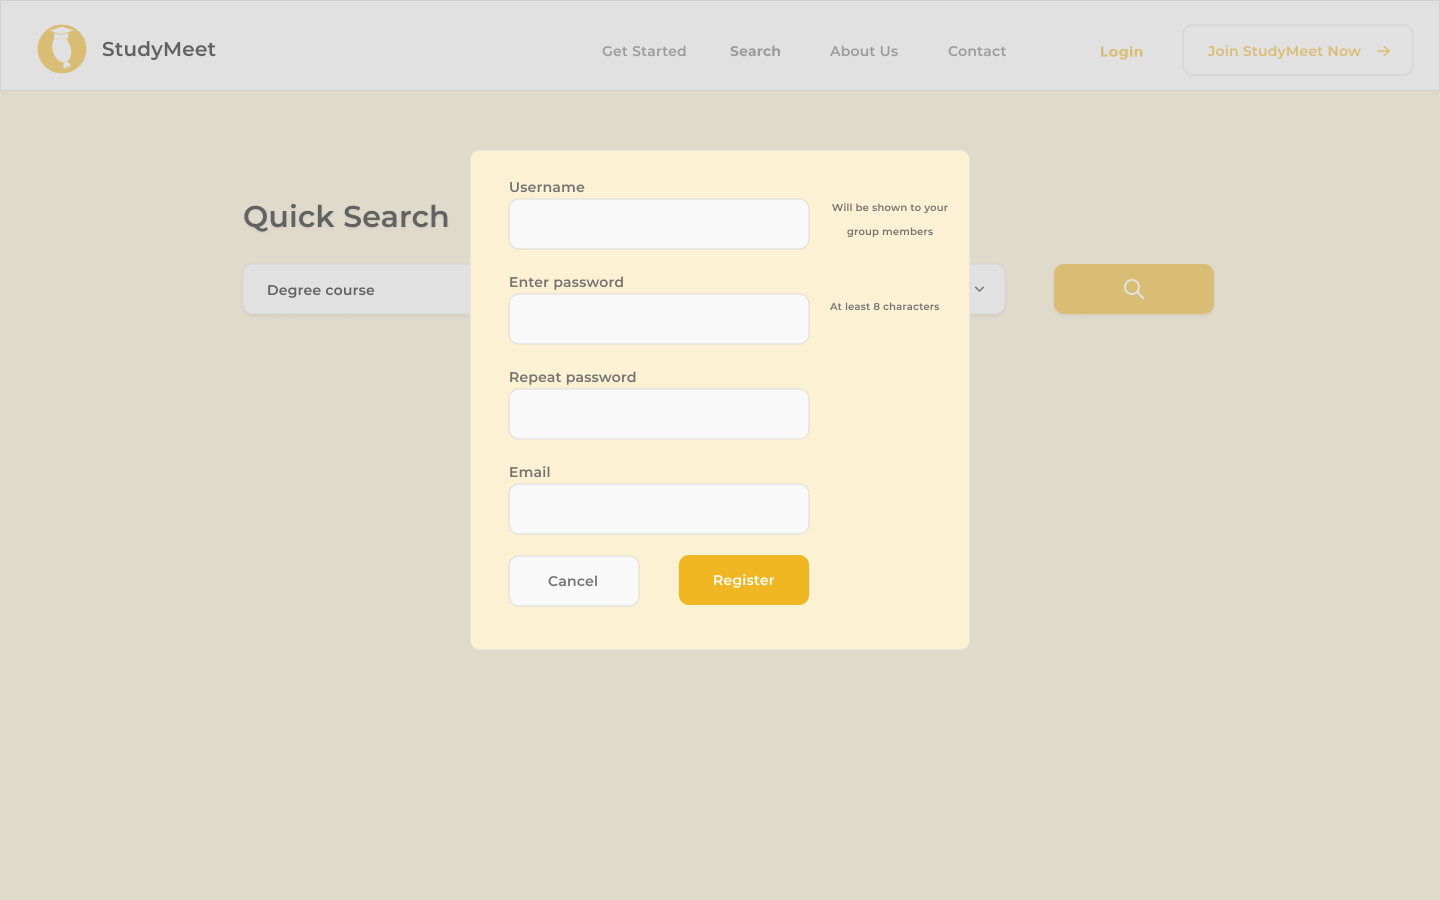 StudyMeet
Get Started
Search
About Us
Contact
Login
Join StudyMeet Now
Quick Search
Degree course
Username
Will be shown to your
group members
Enter password
At least 8 characters
Repeat password
Email
Cancel
Register